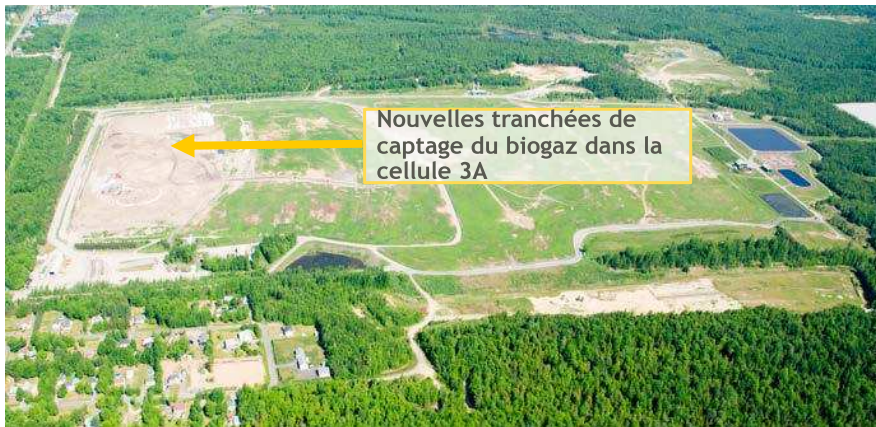 Nouvelles tranchées de
captage du biogaz dans la
cellule 3A